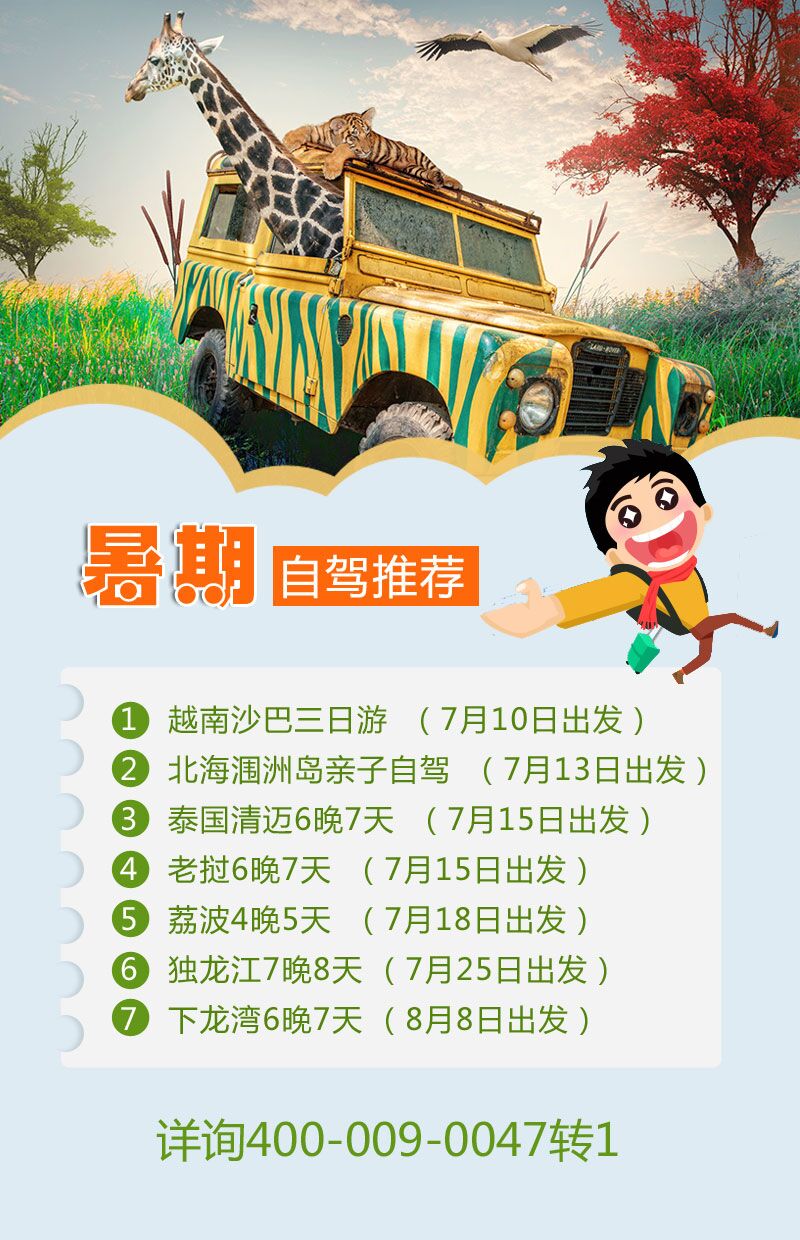 LAND-ROVER
暑期 自驾推荐
1 越南沙巴三日游 （7月10日出发）
2 北海涠洲岛亲子自驾 （7月13日出发）
3 泰国清迈6晚7天 （7月15日出发）
4 老挝6晚7天 （7月15日出发）
5 荔波4晚5天 （7月18日出发）
6 独龙江7晚8天（7月25日出发）
7 下龙湾6晚7天（8月8日出发）
详询400-009-0047转1